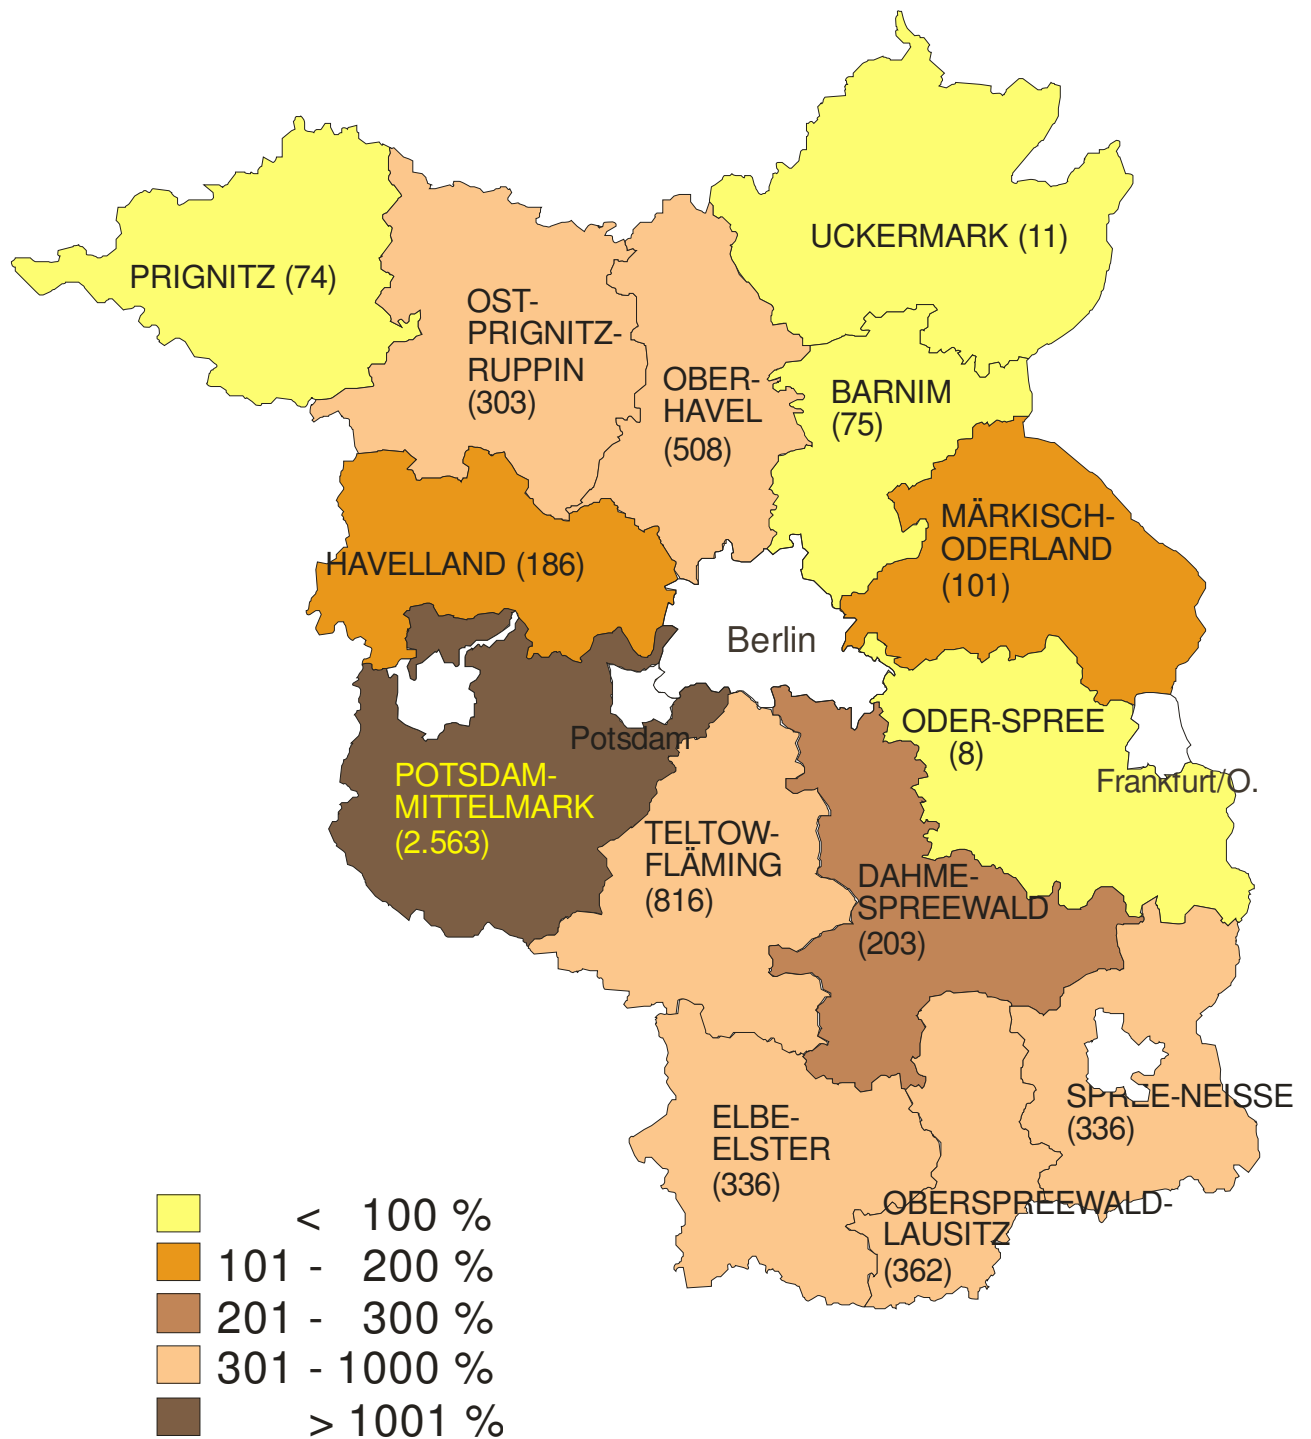 UCKERMARK (11)
PRIGNITZ (74)
OST-
PRIGNITZ-
RUPPIN
(303)
OBER-
HAVEL
(508)
BARNIM
(75)
MÄRKISCH-
ODERLAND
(101)
HAVELLAND (186)
Berlin
ODER-SPREE
(8)
Potsdam
Frankfurt/O.
POTSDAM-
MITTELMARK
(2.563)
TELTOW-
FLÄMING
(816)
DAHME-
SPREEWALD
(203)
SPREE-NEISSE
(336)
ELBE-
ELSTER
(336)
OBERSPREEWALD-
LAUSITZ
(362)
< 100 %
101 - 200 %
201 - 300 %
301 - 1000 %
> 1001 %